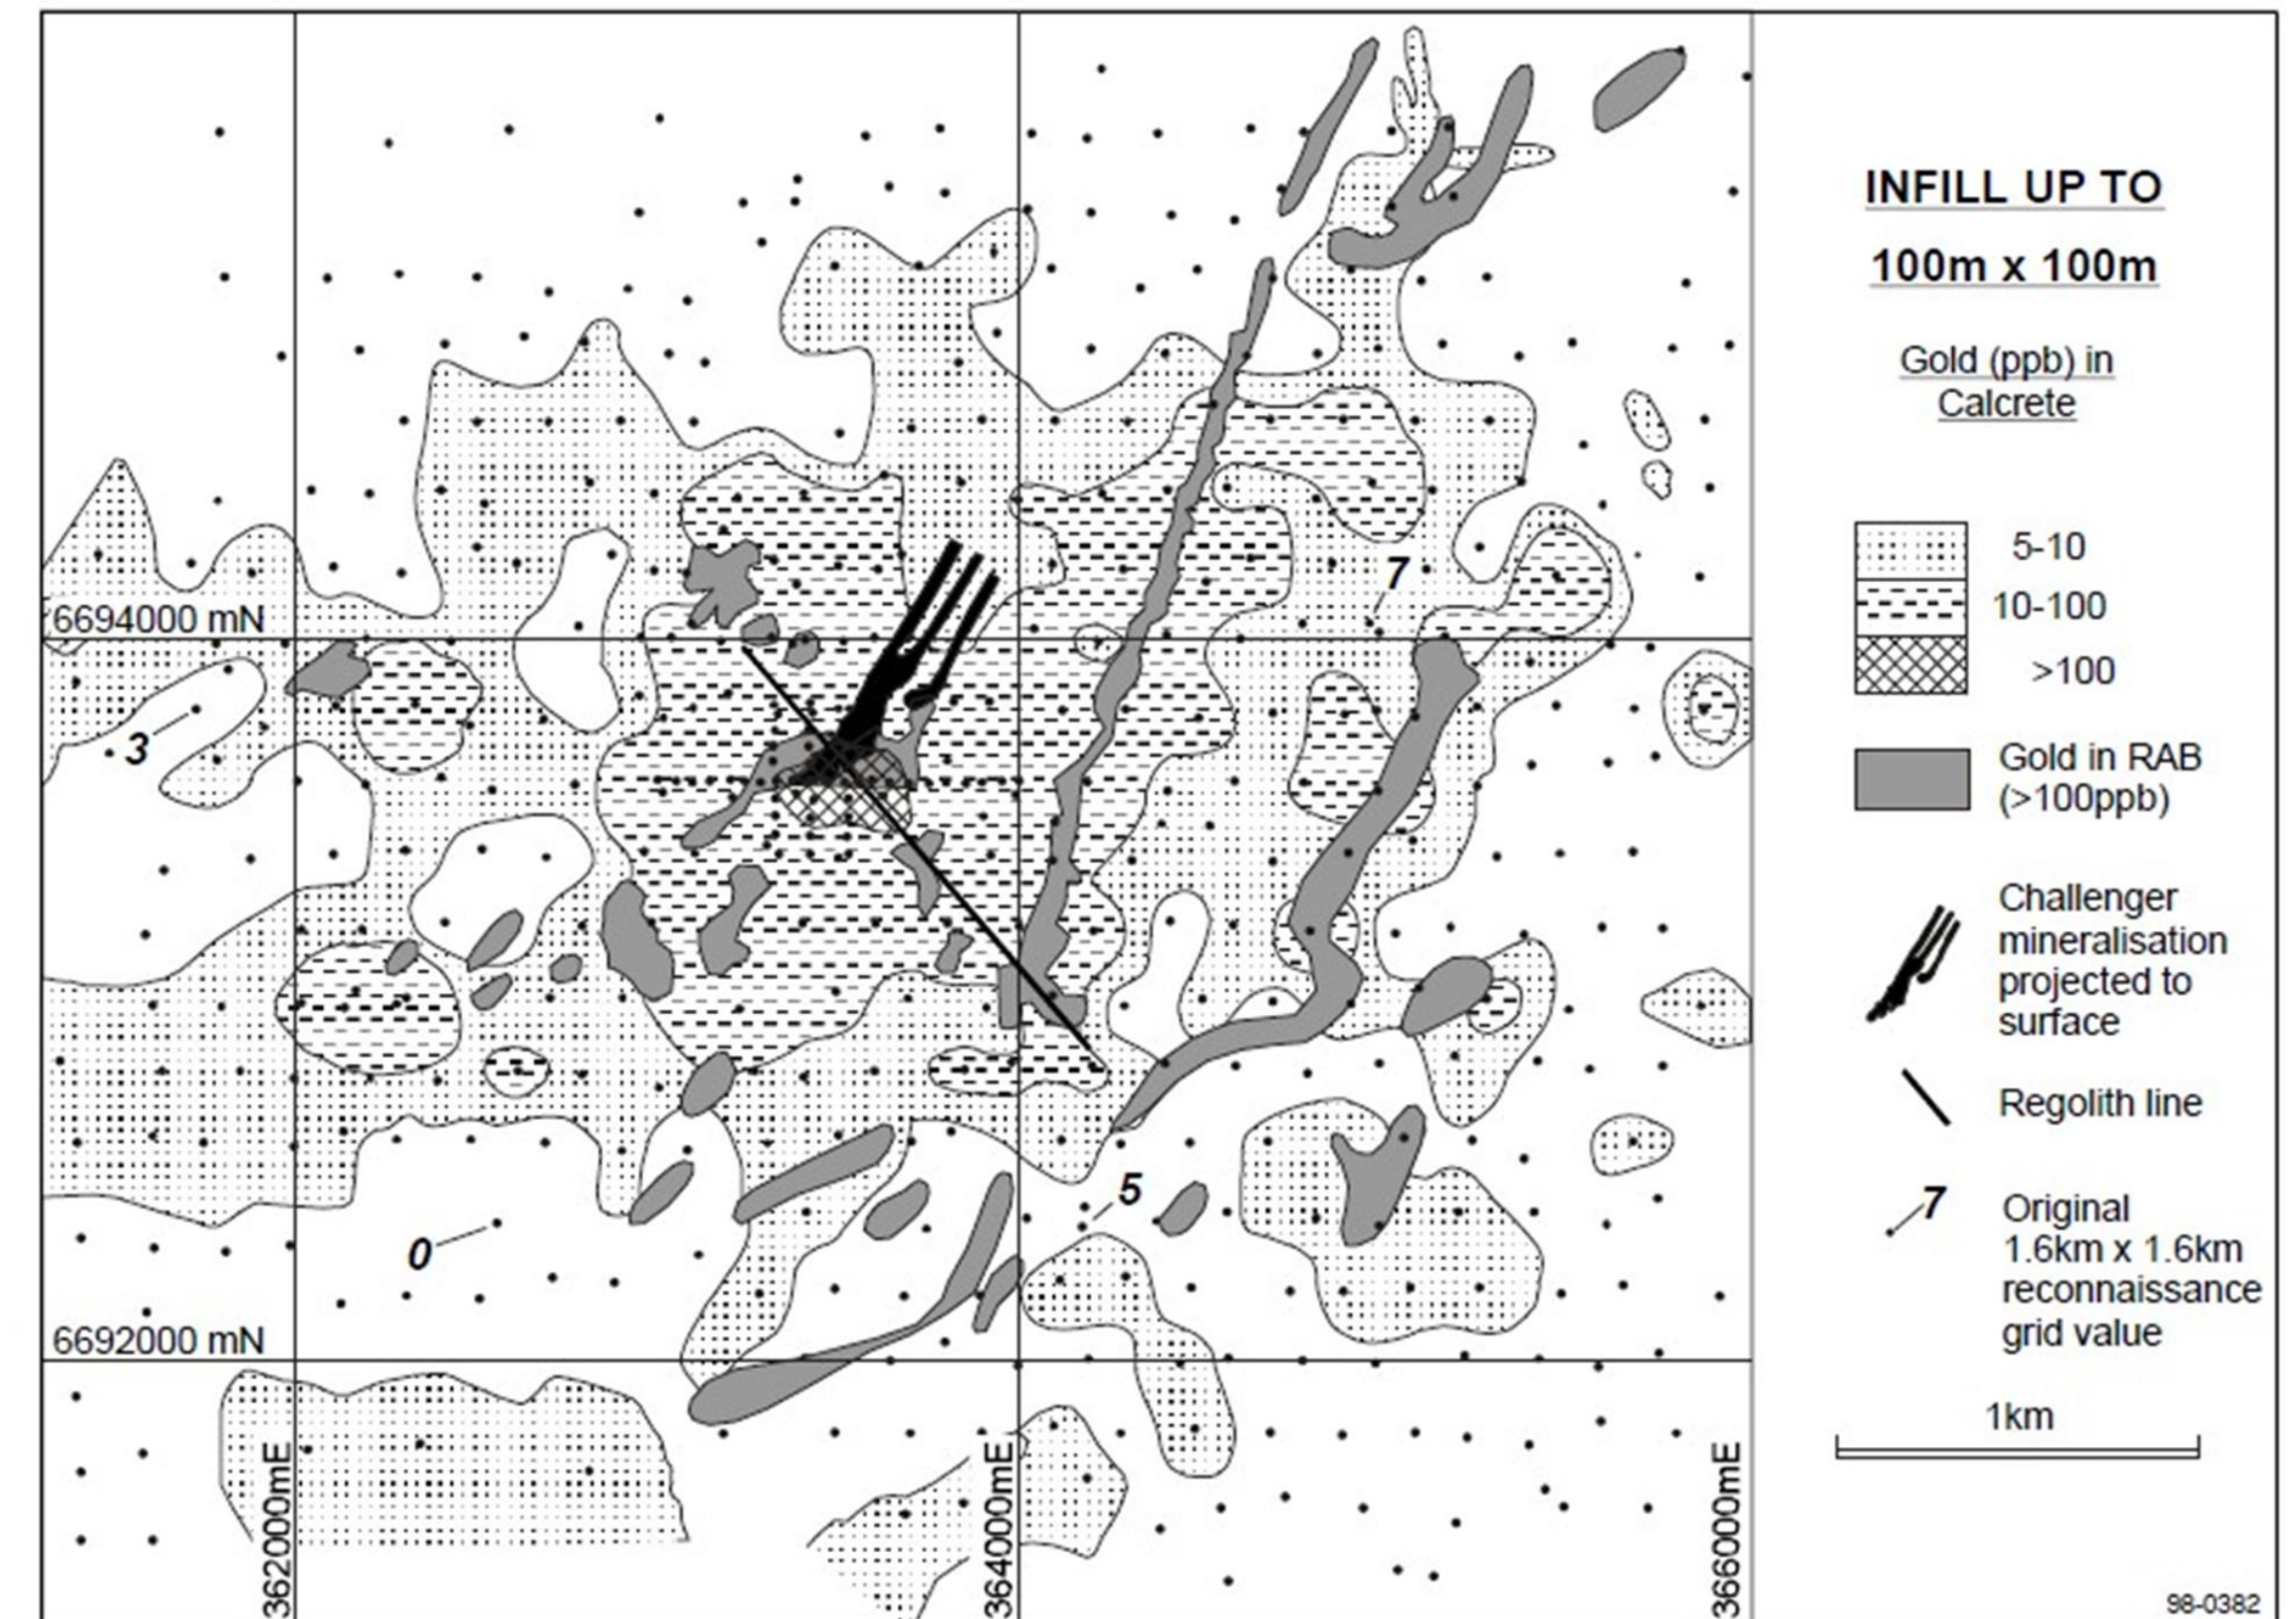 INFILL UP TO
100m x 100m
Gold (ppb) in
Calcrete
5-10
10-100
>100
Gold in RAB
(>100ppb)
Challenger
mineralisation
projected to
surface
Regolith line
7
Original
1.6km x 1.6km
reconnaissance
grid value
1km
98-0382
7
6694000 mN
3
5
0
6692000 mN
362000mE
364000mE
366000mE